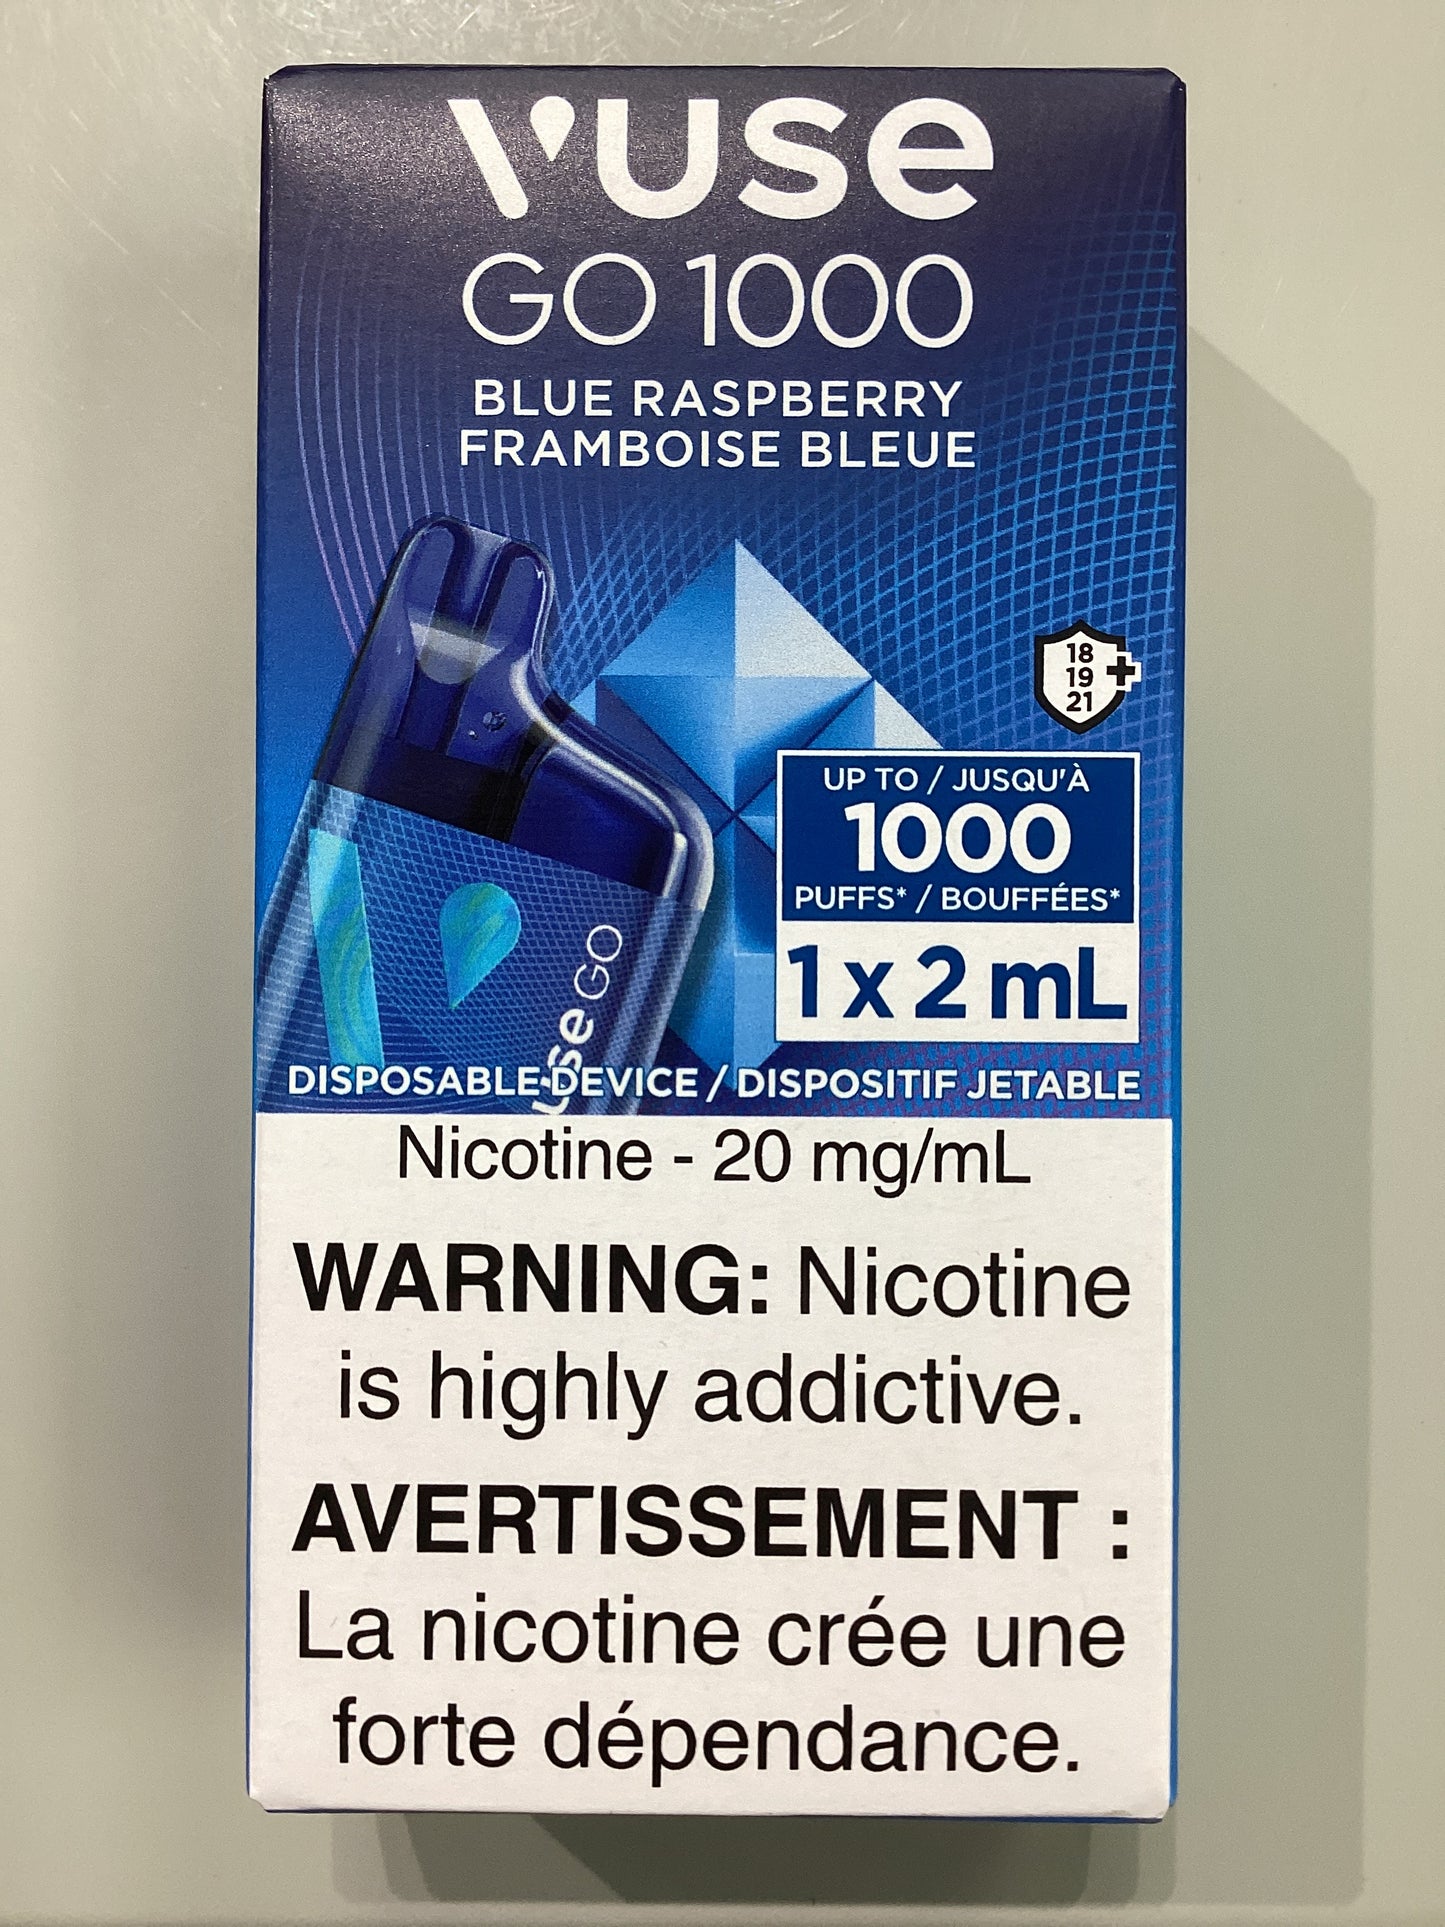 vuse
GO 1000
BLUE RASPBERRY
FRAMBOISE BLEUE
18
19 +
21
UP TO / JUSQU'À
1000
PUFFS* / BOUFFÉES*
1 x 2 mL
use GO
DISPOSABLE DEVICE / DISPOSITIF JETABLE
Nicotine - 20 mg/mL
WARNING: Nicotine
is highly addictive.
AVERTISSEMENT :
La nicotine crée une
forte dépendance.